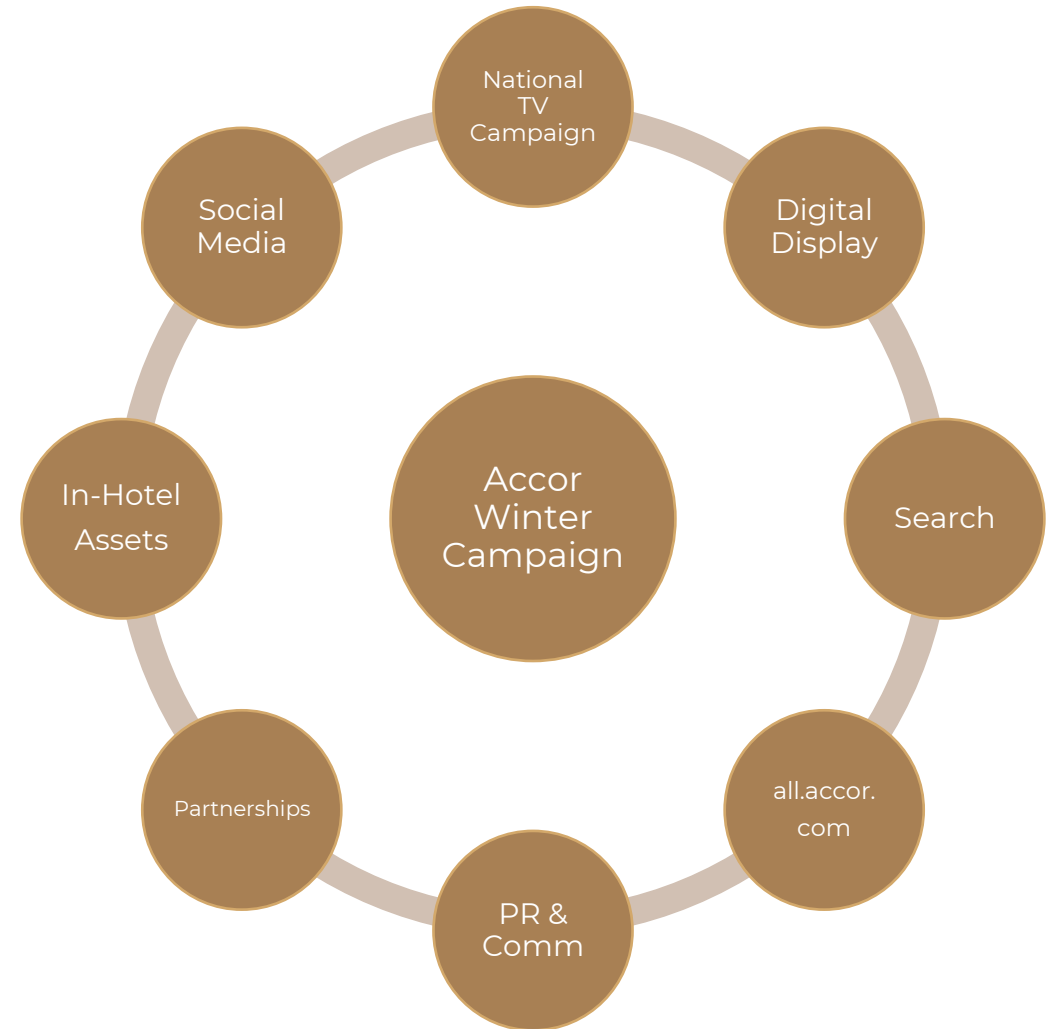 National
TV
Campaign
Digital
Display
Search
all.accor.
com
PR &
Comm
Partnerships
In-Hotel
Assets
Social
Media
Accor
Winter
Campaign